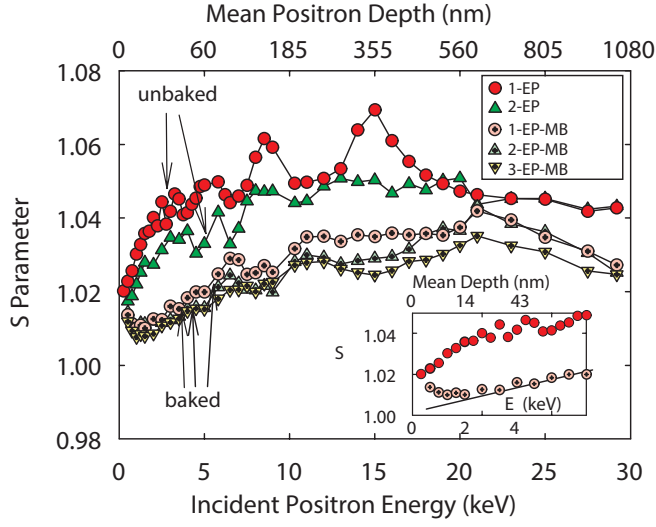 Mean Positron Depth (nm)
0 60 185 355 560 805 1080
1.08
1.06
1.04
1.02
1.00
0.98
S Parameter
unbaked
1-EP
2-EP
1-EP-MB
2-EP-MB
3-EP-MB
baked
Mean Depth (nm)
0 14 43
1.04
1.02
1.00
S
E (keV)
0 2 4
0 5 10 15 20 25 30
Incident Positron Energy (keV)